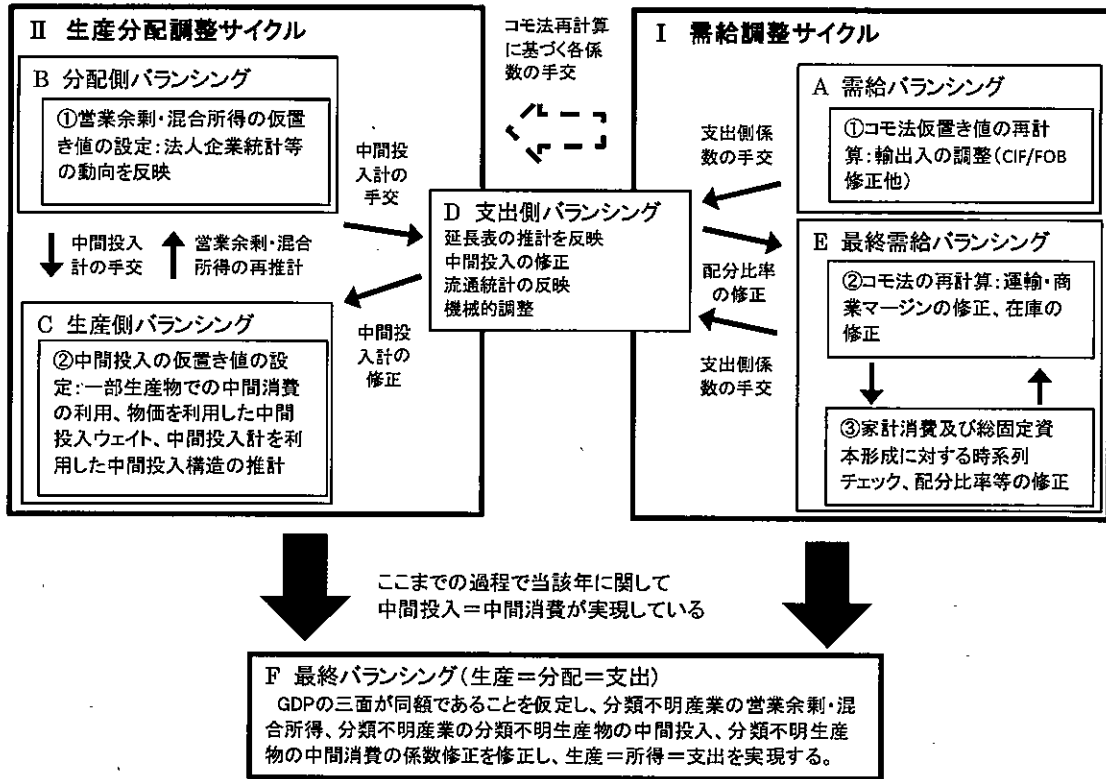 Ⅱ 生産分配調整サイクル
B 分配側バランシング
①営業余剰・混合所得の仮置
き値の設定:法人企業統計等
の動向を反映
中間投入
計の手交
営業余剰・混合
所得の再推計
C 生産側バランシング
②中間投入の仮置き値の設
定:一部生産物での中間消費
の利用、物価を利用した中間
投入ウェイト、中間投入計を利
用した中間投入構造の推計
中間投
入計の
手交
中間投
入計の
修正
コモ法再計算
に基づく各係
数の手交
D 支出側バランシング
延長表の推計を反映
中間投入の修正
流通統計の反映
機械的調整
Ⅰ 需給調整サイクル
支出側係
数の手交
配分比率
の修正
支出側係
数の手交
A 需給バランシング
①コモ法仮置き値の再計
算:輸出入の調整(CIF/FOB
修正他)
E 最終需給バランシング
②コモ法の再計算:運輸・商
業マージンの修正、在庫の
修正
③家計消費及び総固定資
本形成に対する時系列
チェック、配分比率等の修正
ここまでの過程で当該年に関して
中間投入=中間消費が実現している
F 最終バランシング(生産=分配=支出)
GDPの三面が同額であることを仮定し、分類不明産業の営業余剰・混
合所得、分類不明産業の分類不明生産物の中間投入、分類不明生産
物の中間消費の係数修正を修正し、生産=所得=支出を実現する。